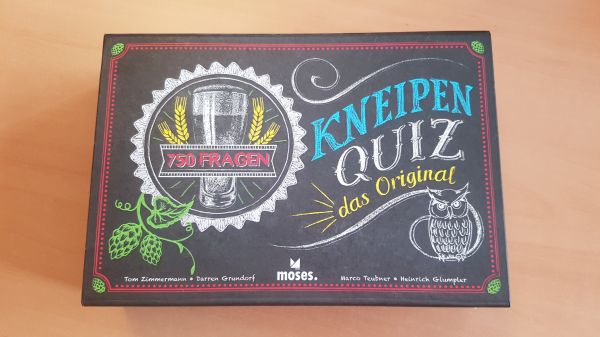 750 FRAGEN
KNEIPEN
QUIZ
das Original
Tom Zimmermann • Darren Grundorf
moses.
Marco Teubner • Heinrich Glumpler